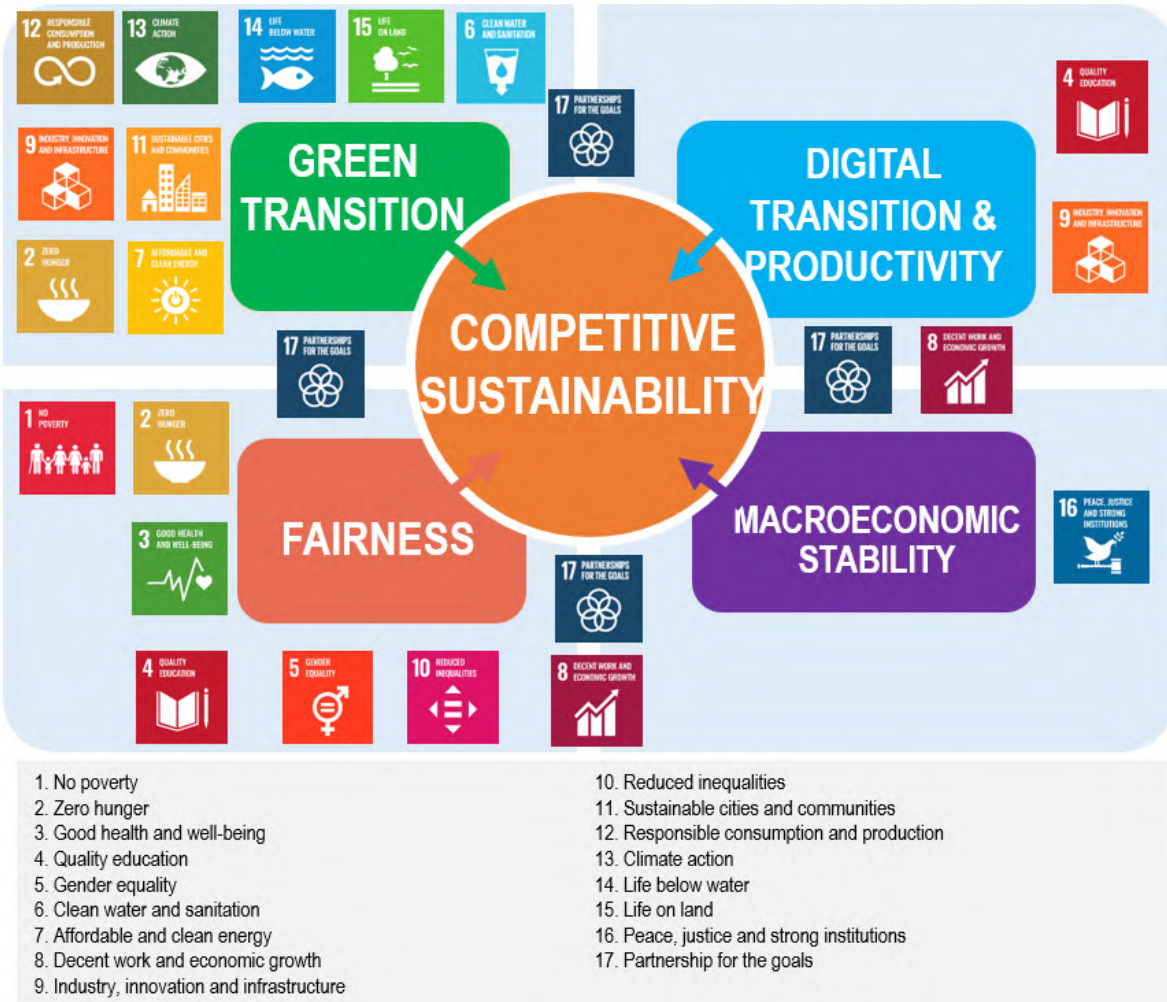 12 RESPONSIBLE
CONSUMPTION
AND PRODUCTION
13 CLIMATE
ACTION
14 LIFE
BELOW WATER
15 LIFE
ON LAND
6 CLEAN WATER
AND SANITATION
17 PARTNERSHIPS
FOR THE GOALS
4 QUALITY
EDUCATION
9 INDUSTRY, INNOVATION
AND INFRASTRUCTURE
11 SUSTAINABLE CITIES
AND COMMUNITIES
GREEN
TRANSITION
DIGITAL
TRANSITION &
PRODUCTIVITY
9 INDUSTRY, INNOVATION
AND INFRASTRUCTURE
2 ZERO
HUNGER
7 AFFORDABLE AND
CLEAN ENERGY
COMPETITIVE
SUSTAINABILITY
17 PARTNERSHIPS
FOR THE GOALS
17 PARTNERSHIPS
FOR THE GOALS
8 DECENT WORK AND
ECONOMIC GROWTH
1 NO
POVERTY
2 ZERO
HUNGER
3 GOOD HEALTH
AND WELL-BEING
FAIRNESS
MACROECONOMIC
STABILITY
16 PEACE, JUSTICE
AND STRONG
INSTITUTIONS
17 PARTNERSHIPS
FOR THE GOALS
4 QUALITY
EDUCATION
5 GENDER
EQUALITY
10 REDUCED
INEQUALITIES
8 DECENT WORK AND
ECONOMIC GROWTH
1. No poverty
2. Zero hunger
3. Good health and well-being
4. Quality education
5. Gender equality
6. Clean water and sanitation
7. Affordable and clean energy
8. Decent work and economic growth
9. Industry, innovation and infrastructure
10. Reduced inequalities
11. Sustainable cities and communities
12. Responsible consumption and production
13. Climate action
14. Life below water
15. Life on land
16. Peace, justice and strong institutions
17. Partnership for the goals